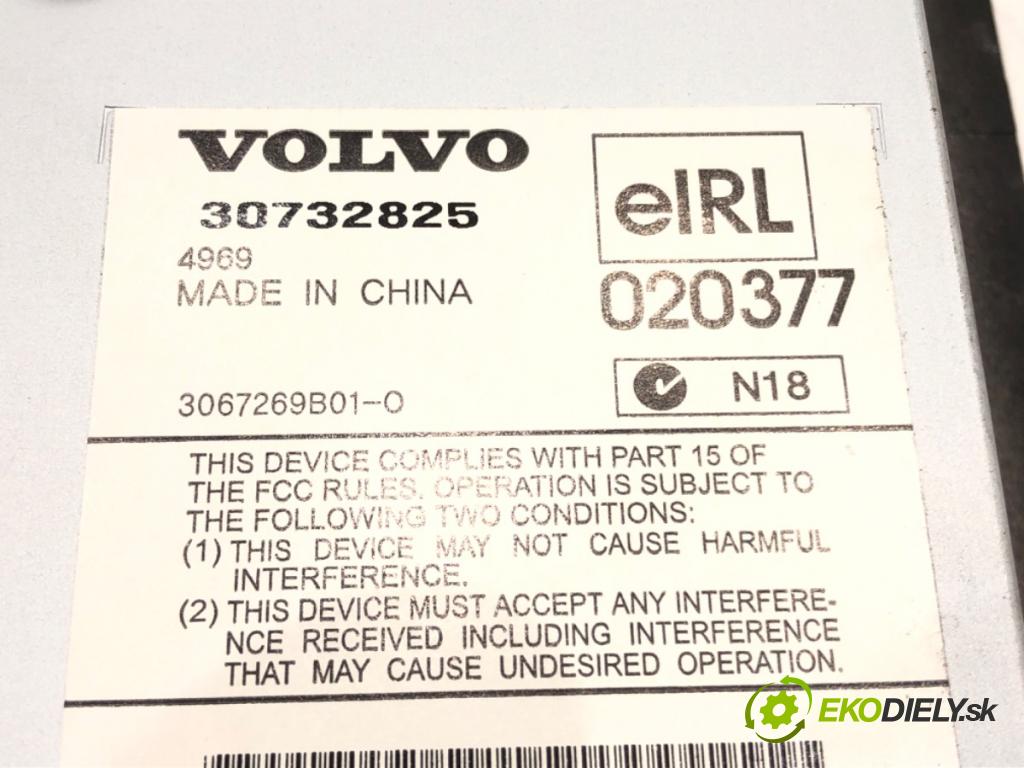 VOLVO
30732825
4969
MADE IN CHINA
eIRL
020377
N18
3067269B01-O
THIS DEVICE COMPLIES WITH PART 15 OF
THE FCC RULES. OPERATION IS SUBJECT TO
THE FOLLOWING TWO CONDITIONS:
(1) THIS DEVICE MAY NOT CAUSE HARMFUL
INTERFERENCE.
(2) THIS DEVICE MUST ACCEPT ANY INTERFERE-
NCE RECEIVED INCLUDING INTERFERENCE
THAT MAY CAUSE UNDESIRED OPERATION.
EKODIELY.sk